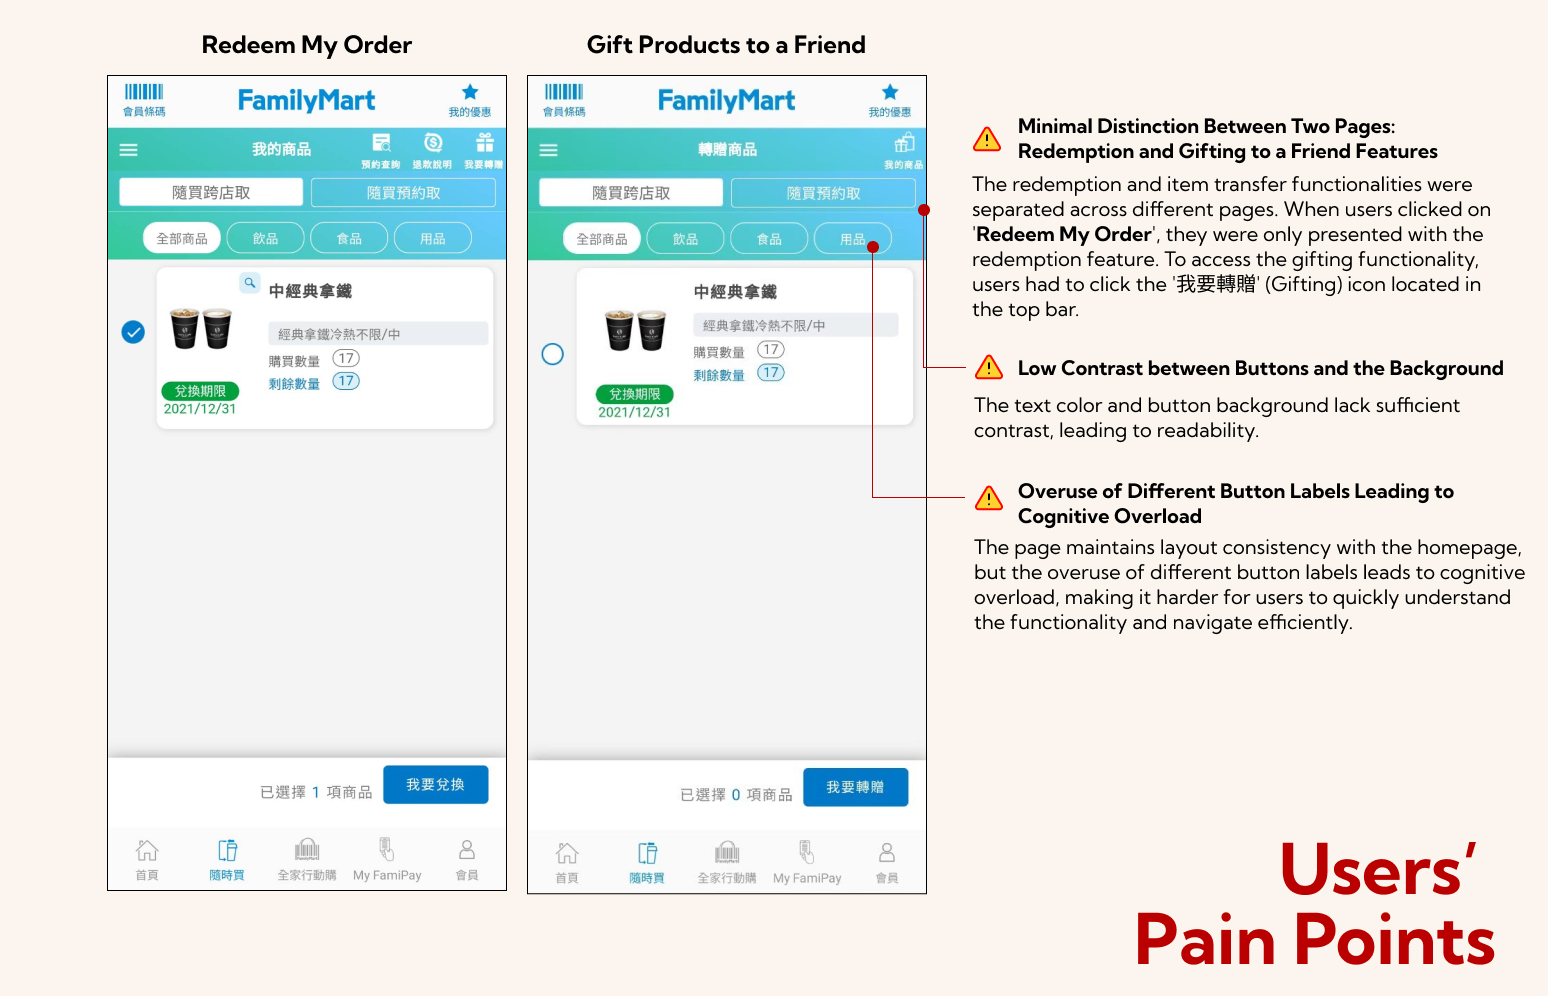 Redeem My Order
會員條碼
FamilyMart
我的優惠
我的商品
預約查詢
退款說明
我要轉贈
隨買跨店取
隨買預約取
全部商品
飲品
食品
用品
中經典拿鐵
經典拿鐵冷熱不限/中
購買數量 17
剩餘數量 17
兌換期限
2021/12/31
已選擇 1 項商品
我要兌換
首頁
隨時買
全家行動購
My FamiPay
會員
Gift Products to a Friend
會員條碼
FamilyMart
我的優惠
轉贈商品
我的商品
隨買跨店取
隨買預約取
全部商品
飲品
食品
用品
中經典拿鐵
經典拿鐵冷熱不限/中
購買數量 17
剩餘數量 17
兌換期限
2021/12/31
已選擇 0 項商品
我要轉贈
首頁
隨時買
全家行動購
My FamiPay
會員
Minimal Distinction Between Two Pages:
Redemption and Gifting to a Friend Features
The redemption and item transfer functionalities were
separated across different pages. When users clicked on
'Redeem My Order', they were only presented with the
redemption feature. To access the gifting functionality,
users had to click the '我要轉贈' (Gifting) icon located in
the top bar.
Low Contrast between Buttons and the Background
The text color and button background lack sufficient
contrast, leading to readability.
Overuse of Different Button Labels Leading to
Cognitive Overload
The page maintains layout consistency with the homepage,
but the overuse of different button labels leads to cognitive
overload, making it harder for users to quickly understand
the functionality and navigate efficiently.
Users’
Pain Points